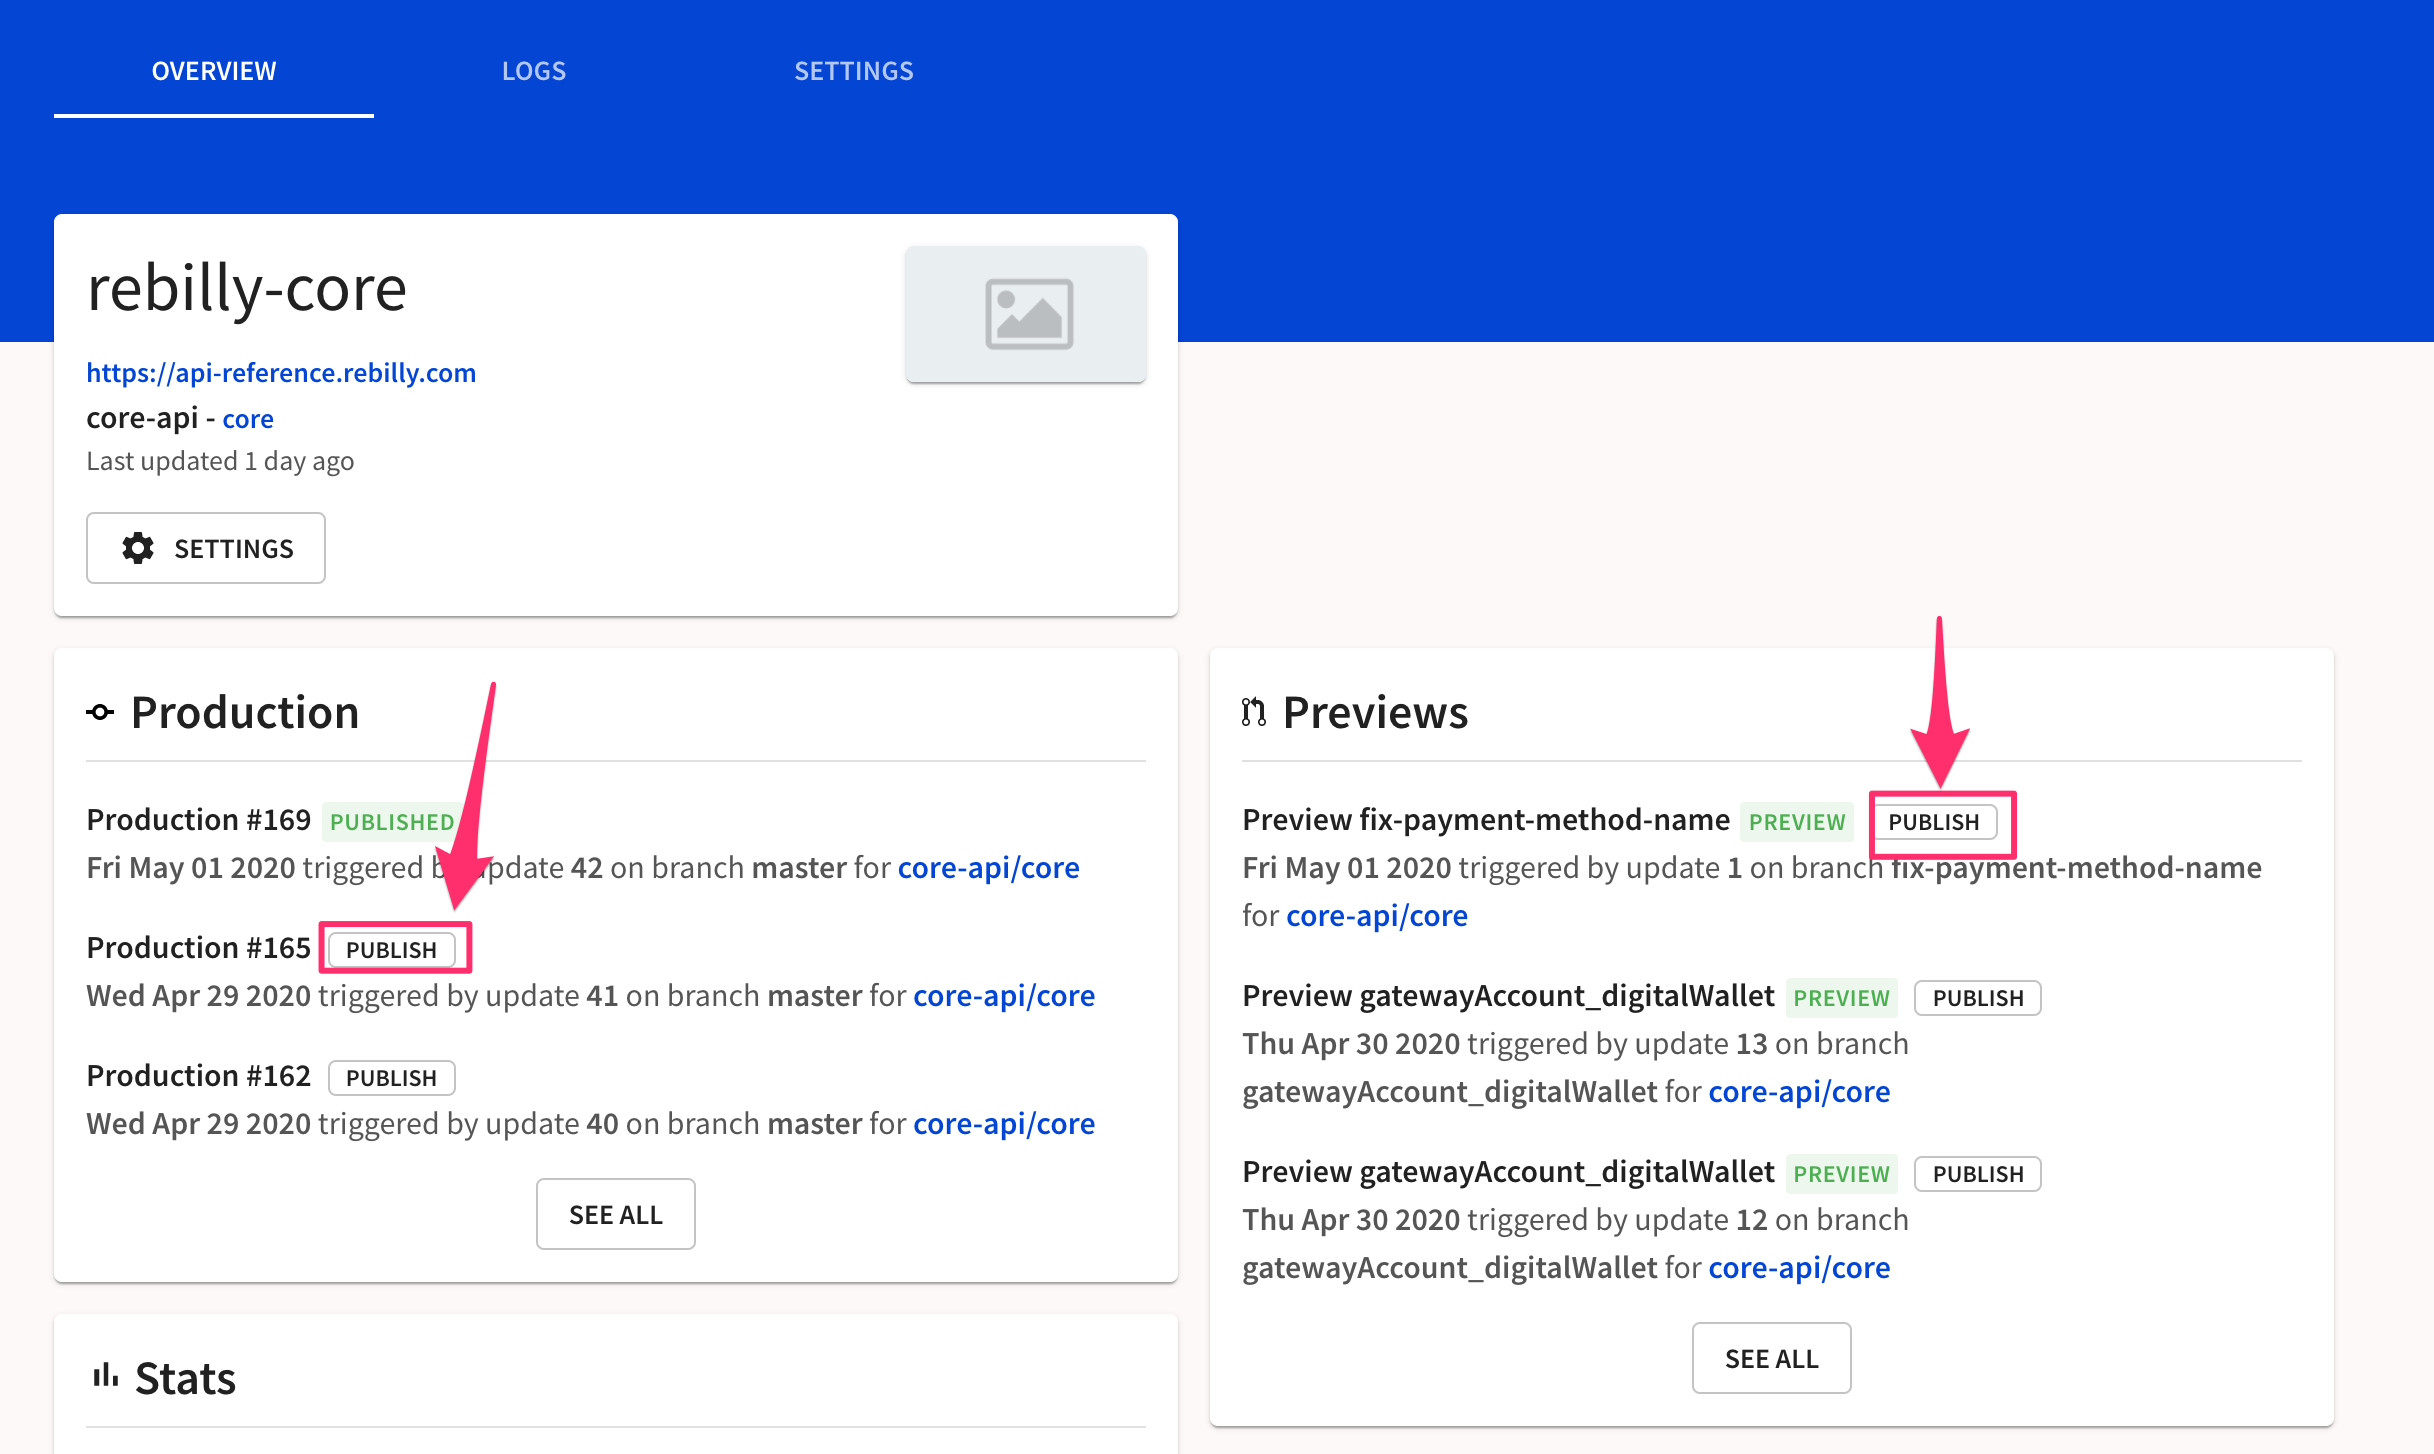 OVERVIEW
LOGS
SETTINGS
rebilly-core
https://api-reference.rebilly.com
core-api - core
Last updated 1 day ago
SETTINGS
Production
Production #169 PUBLISHED
Fri May 01 2020 triggered by update 42 on branch master for core-api/core
Production #165 PUBLISH
Wed Apr 29 2020 triggered by update 41 on branch master for core-api/core
Production #162 PUBLISH
Wed Apr 29 2020 triggered by update 40 on branch master for core-api/core
SEE ALL
Previews
Preview fix-payment-method-name PREVIEW PUBLISH
Fri May 01 2020 triggered by update 1 on branch fix-payment-method-name
for core-api/core
Preview gatewayAccount_digitalWallet PREVIEW PUBLISH
Thu Apr 30 2020 triggered by update 13 on branch
gatewayAccount_digitalWallet for core-api/core
Preview gatewayAccount_digitalWallet PREVIEW PUBLISH
Thu Apr 30 2020 triggered by update 12 on branch
gatewayAccount_digitalWallet for core-api/core
SEE ALL
Stats